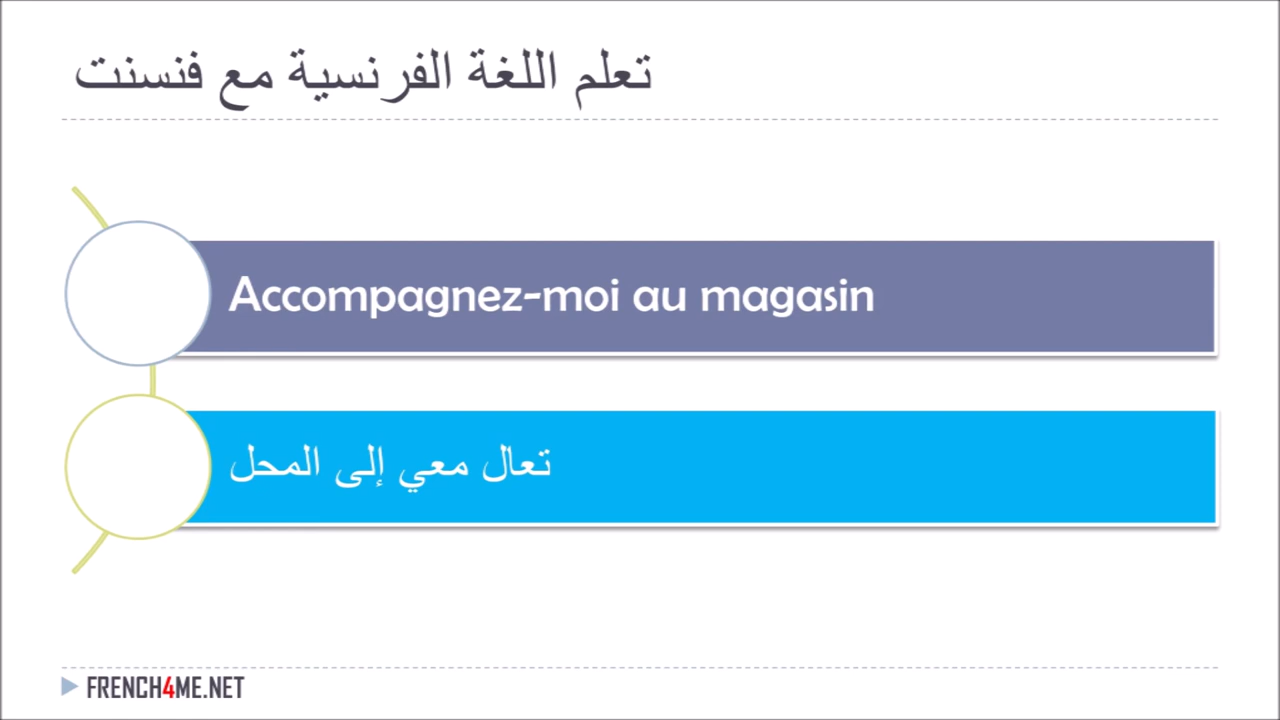 تعلم اللغة الفرنسية مع فنسنت
Accompagnez-moi au magasin
تعال معي إلى المحل
FRENCH4ME.NET